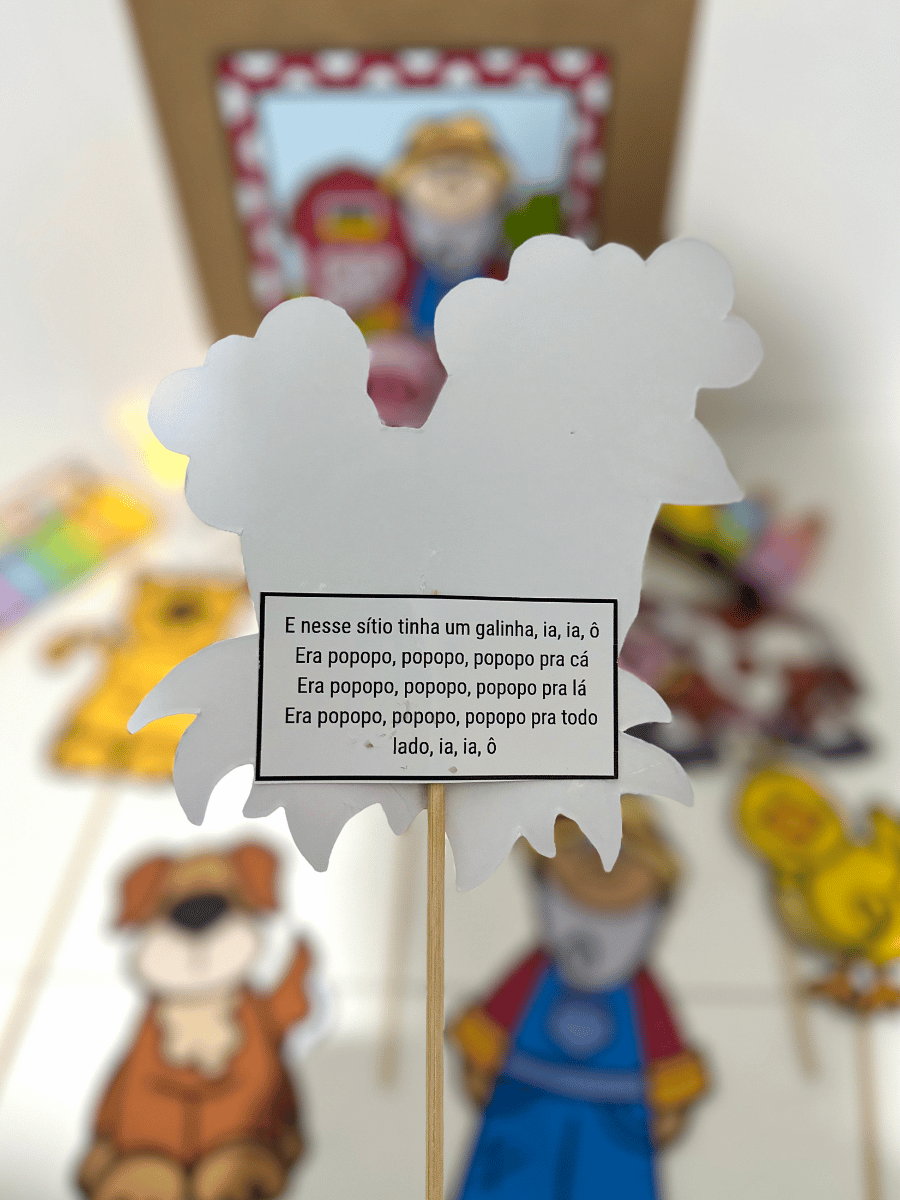 E nesse sítio tinha um galinha, ia, ia, ô
Era popopo, popopo, popopo pra cá
Era popopo, popopo, popopo pra lá
Era popopo, popopo, popopo pra todo
lado, ia, ia, ô